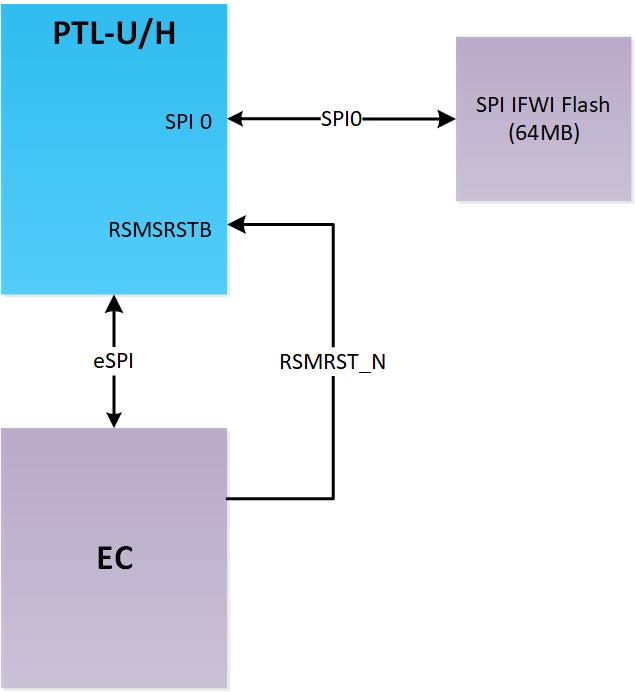 PTL-U/H
SPI 0
SPI0
SPI IFWI Flash
(64MB)
RSMSRSTB
eSPI
RSMRST_N
EC